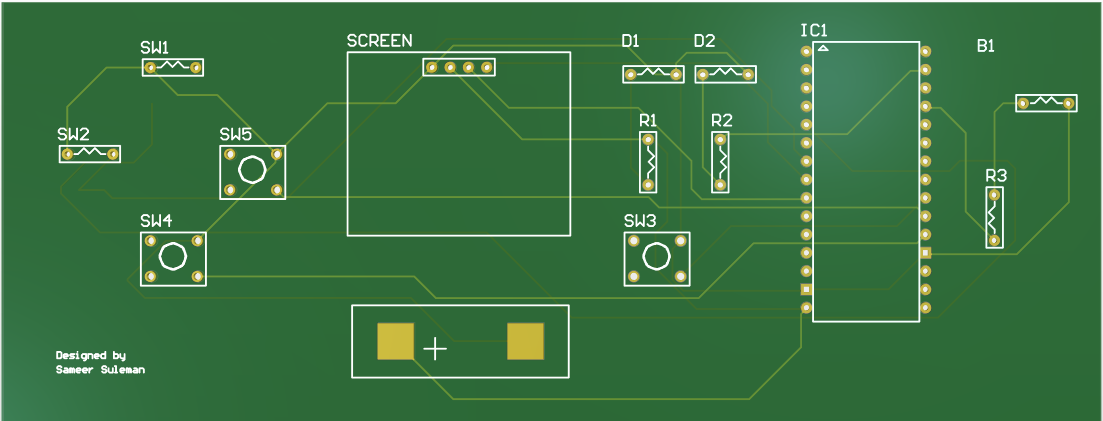 IC1
SCREEN
D1
D2
B1
SW1
R1
R2
SW2
SW5
R3
SW4
SW3
Designed by
Sameer Suleman